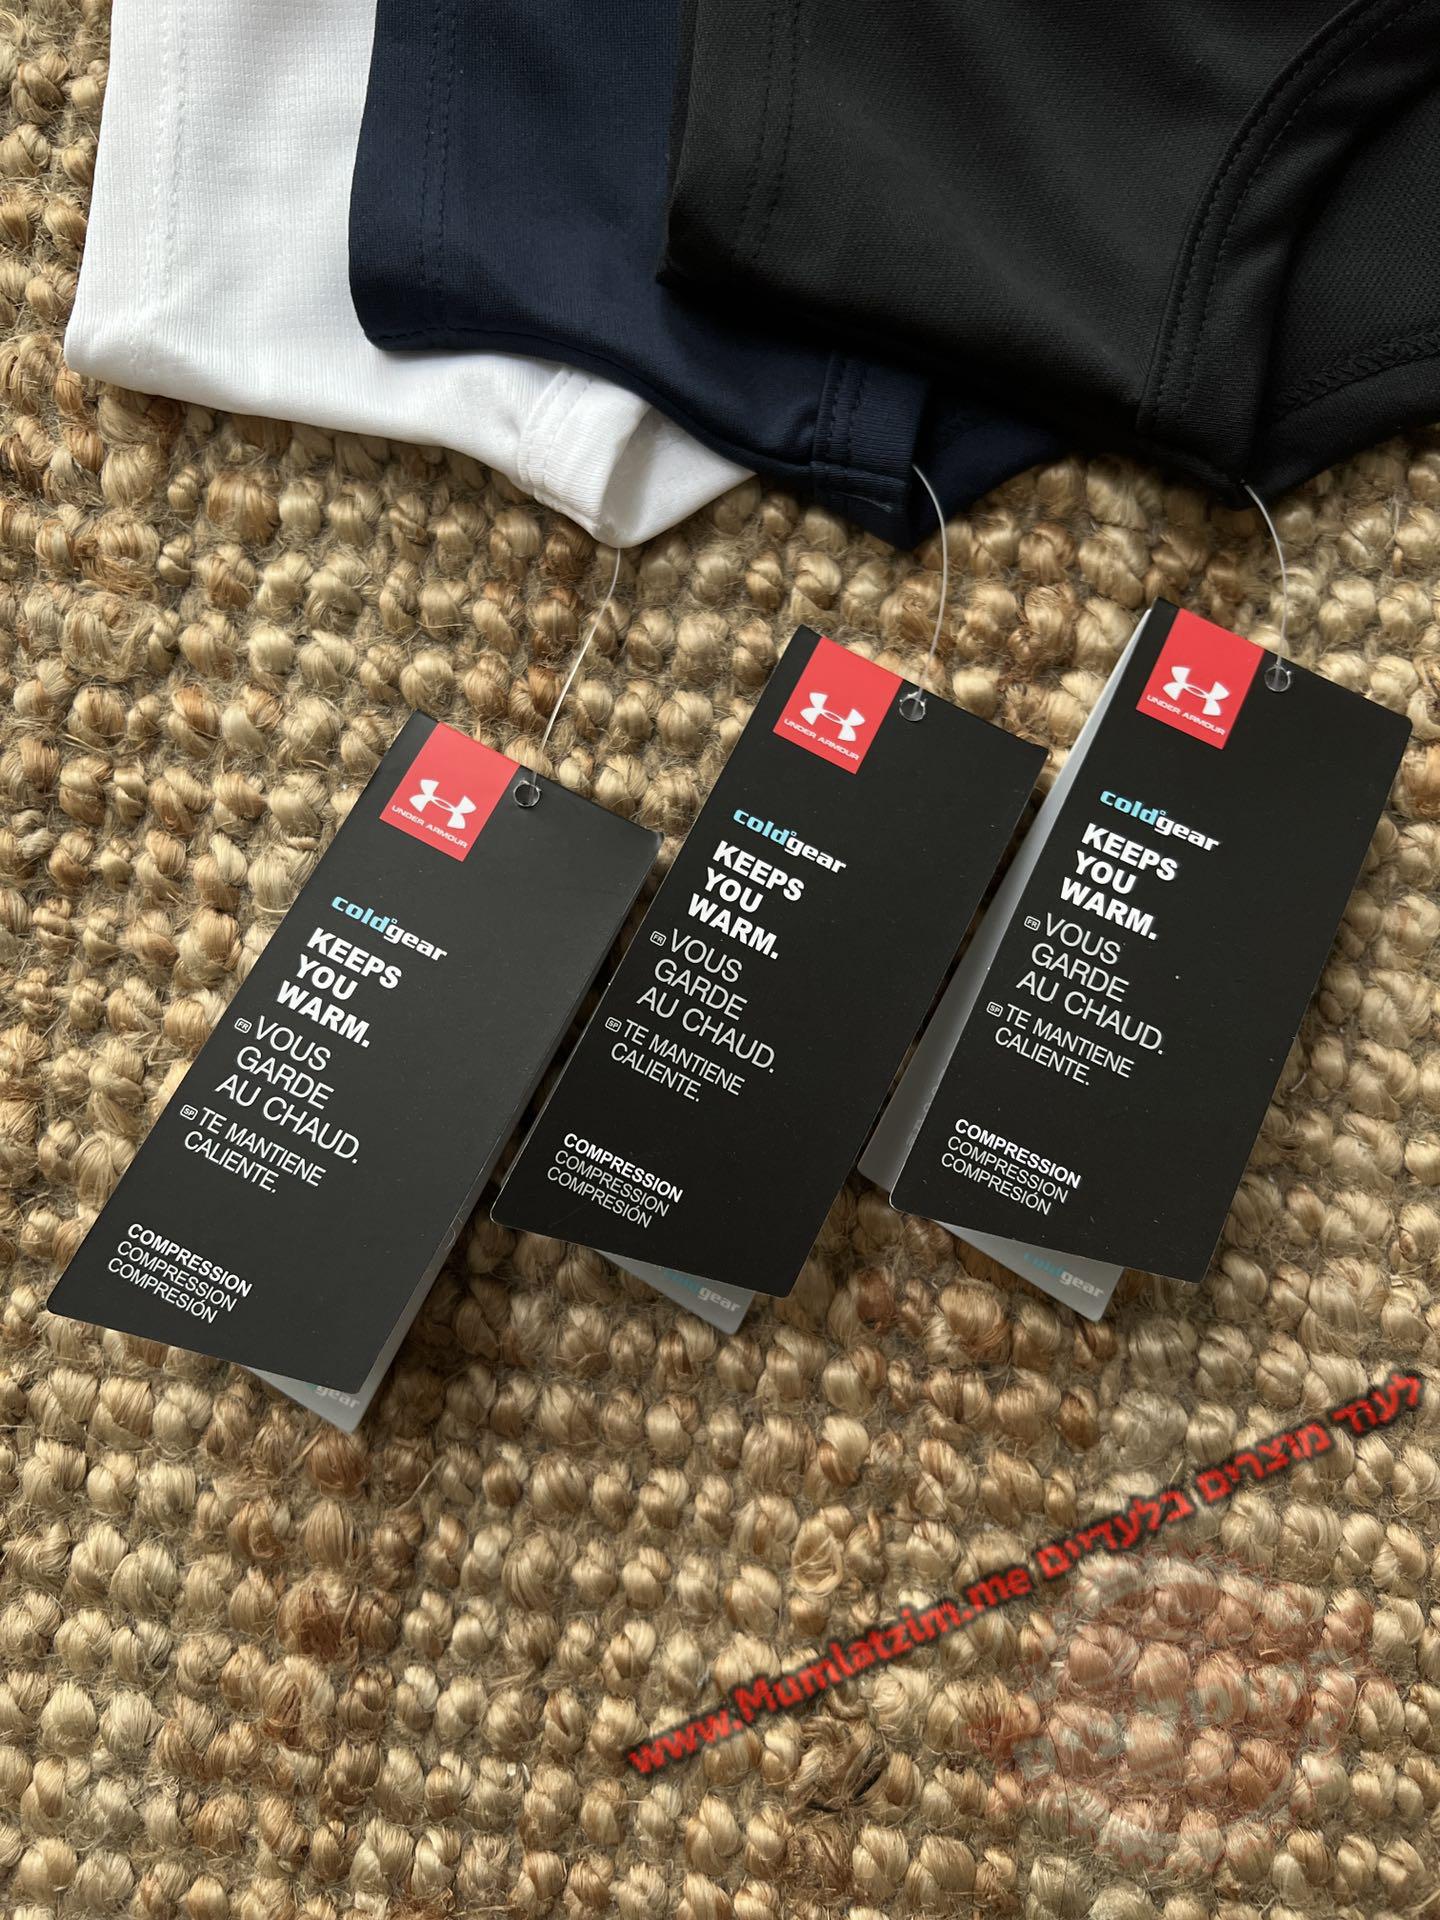 UNDER ARMOUR
coldgear
KEEPS
YOU
WARM.
FR VOUS
GARDE
AU CHAUD.
SP TE MANTIENE
CALIENTE.
COMPRESSION
COMPRESSION
COMPRESIÓN
gear
UNDER ARMOUR
coldgear
KEEPS
YOU
WARM.
FR VOUS
GARDE
AU CHAUD.
SP TE MANTIENE
CALIENTE.
COMPRESSION
COMPRESSION
COMPRESIÓN
coldgear
UNDER ARMOUR
coldgear
KEEPS
YOU
WARM.
FR VOUS
GARDE
AU CHAUD.
SP TE MANTIENE
CALIENTE.
COMPRESSION
COMPRESSION
COMPRESIÓN
coldgear
לעוד מוצרים בלעדיים www.Mumlatzim.me